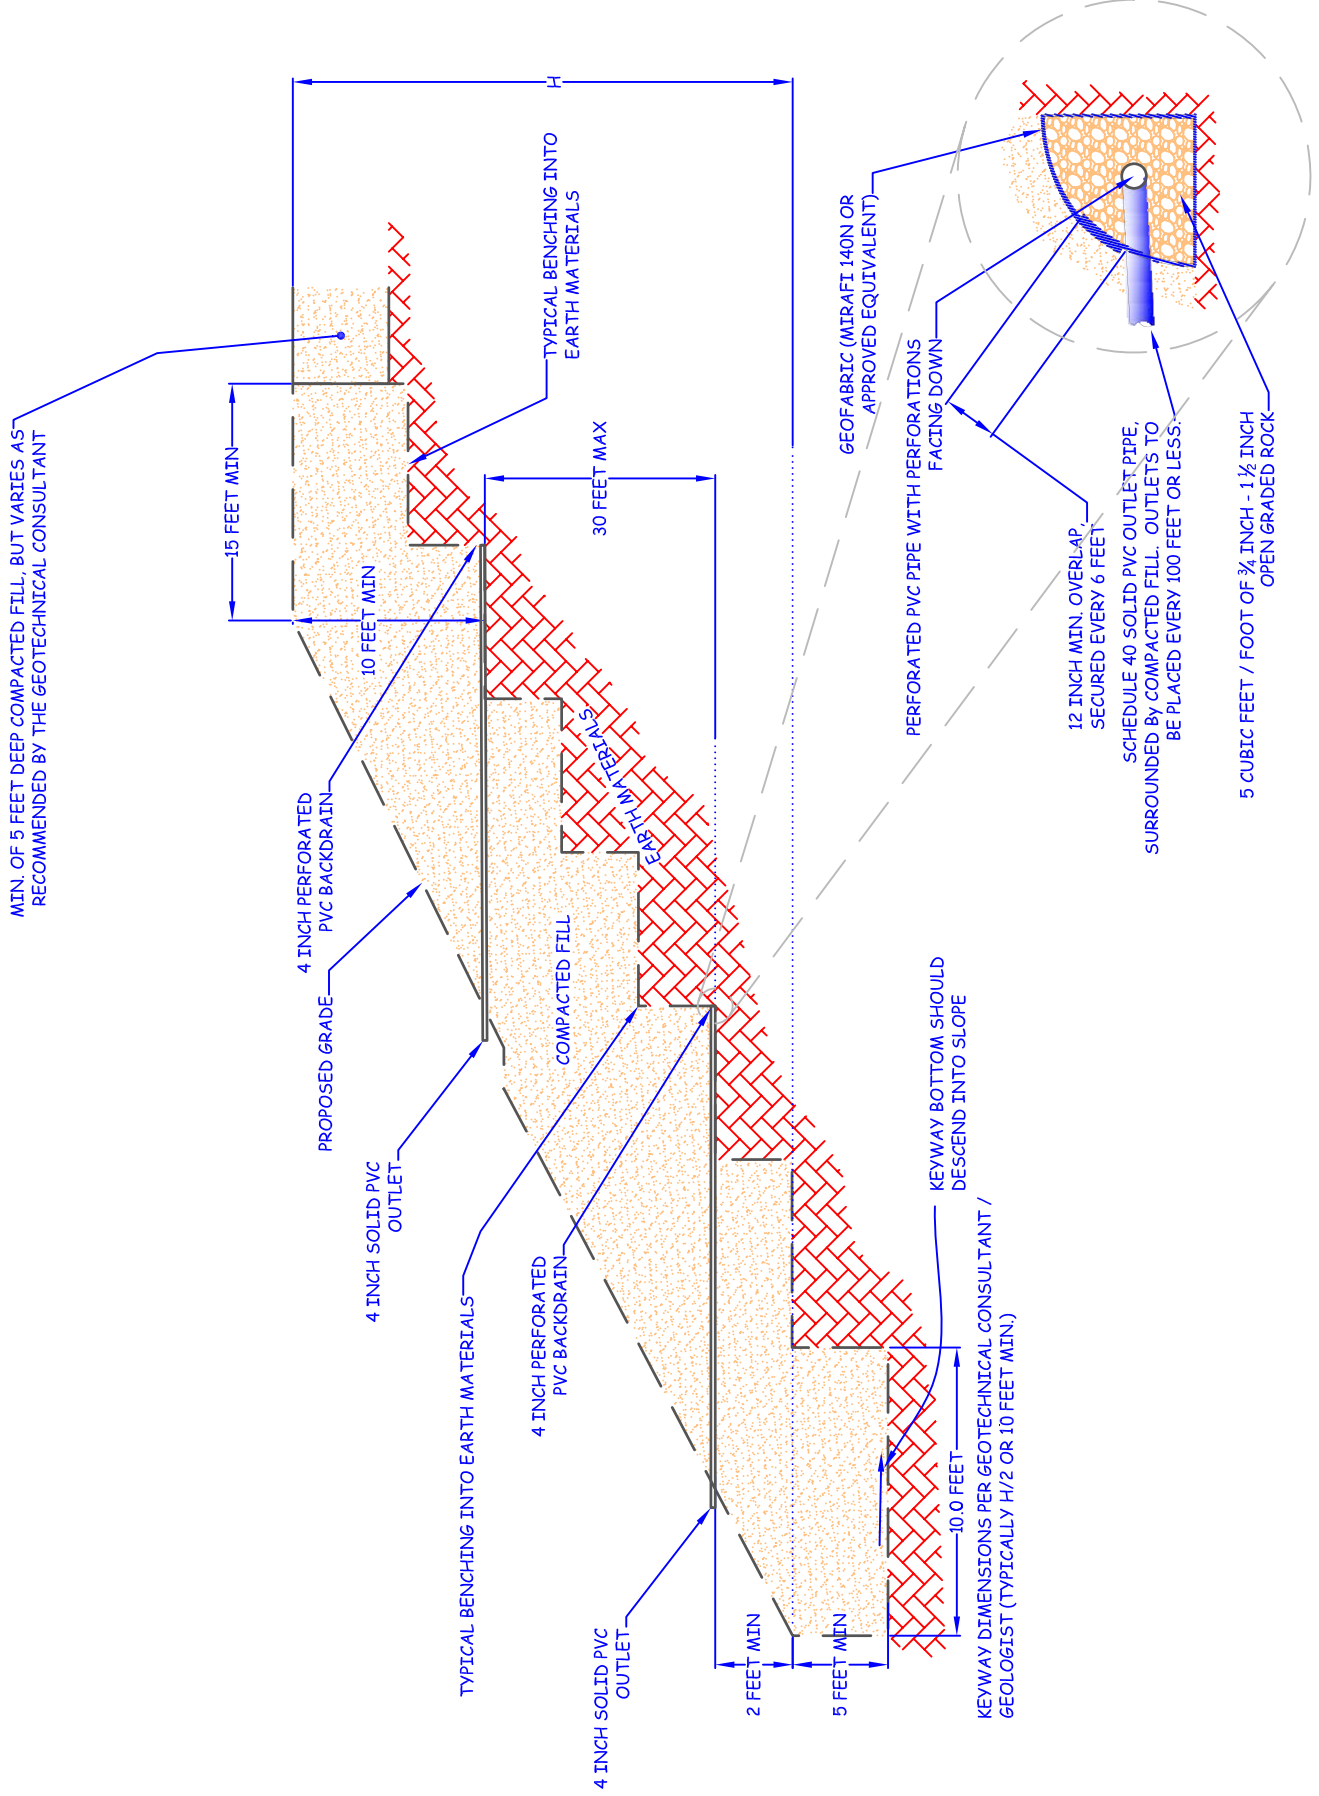 MIN. OF 5 FEET DEEP COMPACTED FILL, BUT VARIES AS
RECOMMENDED BY THE GEOTECHNICAL CONSULTANT
15 FEET MIN
10 FEET MIN
4 INCH PERFORATED
PVC BACKDRAIN
PROPOSED GRADE
4 INCH SOLID PVC
OUTLET
TYPICAL BENCHING INTO EARTH MATERIALS
4 INCH PERFORATED
PVC BACKDRAIN
4 INCH SOLID PVC
OUTLET
H
TYPICAL BENCHING INTO
EARTH MATERIALS
30 FEET MAX
COMPACTED FILL
EARTH MATERIALS
2 FEET MIN
5 FEET MIN
10.0 FEET
KEYWAY BOTTOM SHOULD
DESCEND INTO SLOPE
KEYWAY DIMENSIONS PER GEOTECHNICAL CONSULTANT /
GEOLOGIST (TYPICALLY H/2 OR 10 FEET MIN.)
GEOFABRIC (MIRAFI 140N OR
APPROVED EQUIVALENT)
PERFORATED PVC PIPE WITH PERFORATIONS
FACING DOWN
12 INCH MIN. OVERLAP,
SECURED EVERY 6 FEET
SCHEDULE 40 SOLID PVC OUTLET PIPE,
SURROUNDED By COMPACTED FILL. OUTLETS TO
BE PLACED EVERY 100 FEET OR LESS.
5 CUBIC FEET / FOOT OF ¾ INCH - 1 ½ INCH
OPEN GRADED ROCK